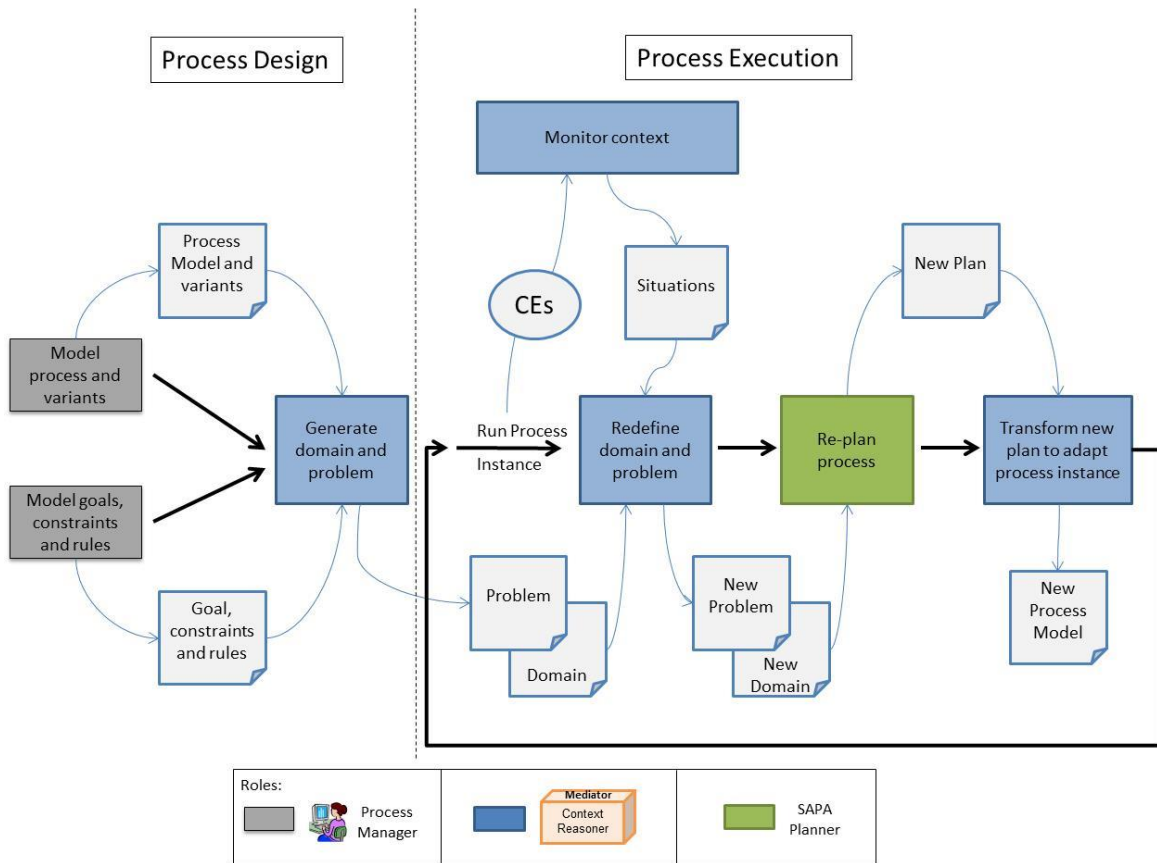 Process Design
Process Execution
Monitor context
Process
Model and
variants
CEs
Situations
New Plan
Model
process and
variants
Generate
domain and
problem
Run Process
Instance
Redefine
domain and
problem
Re-plan
process
Transform new
plan to adapt
process instance
Model goals,
constraints
and rules
Goal,
constraints
and rules
Problem
Domain
New
Problem
New
Domain
New
Process
Model
Roles:
Process
Manager
Mediator
Context
Reasoner
SAPA
Planner